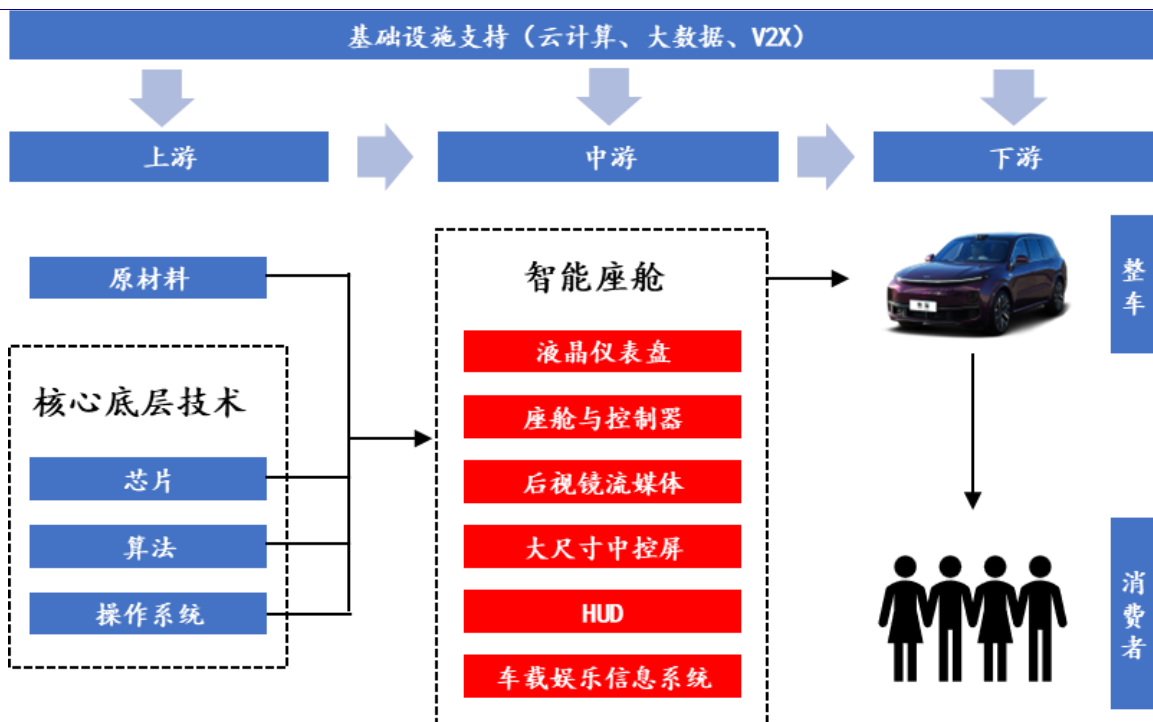 基础设施支持（云计算、大数据、V2X）
上游
中游
下游
原材料
核心底层技术
芯片
算法
操作系统
智能座舱
液晶仪表盘
座舱与控制器
后视镜流媒体
大尺寸中控屏
HUD
车载娱乐信息系统
整车
消费者